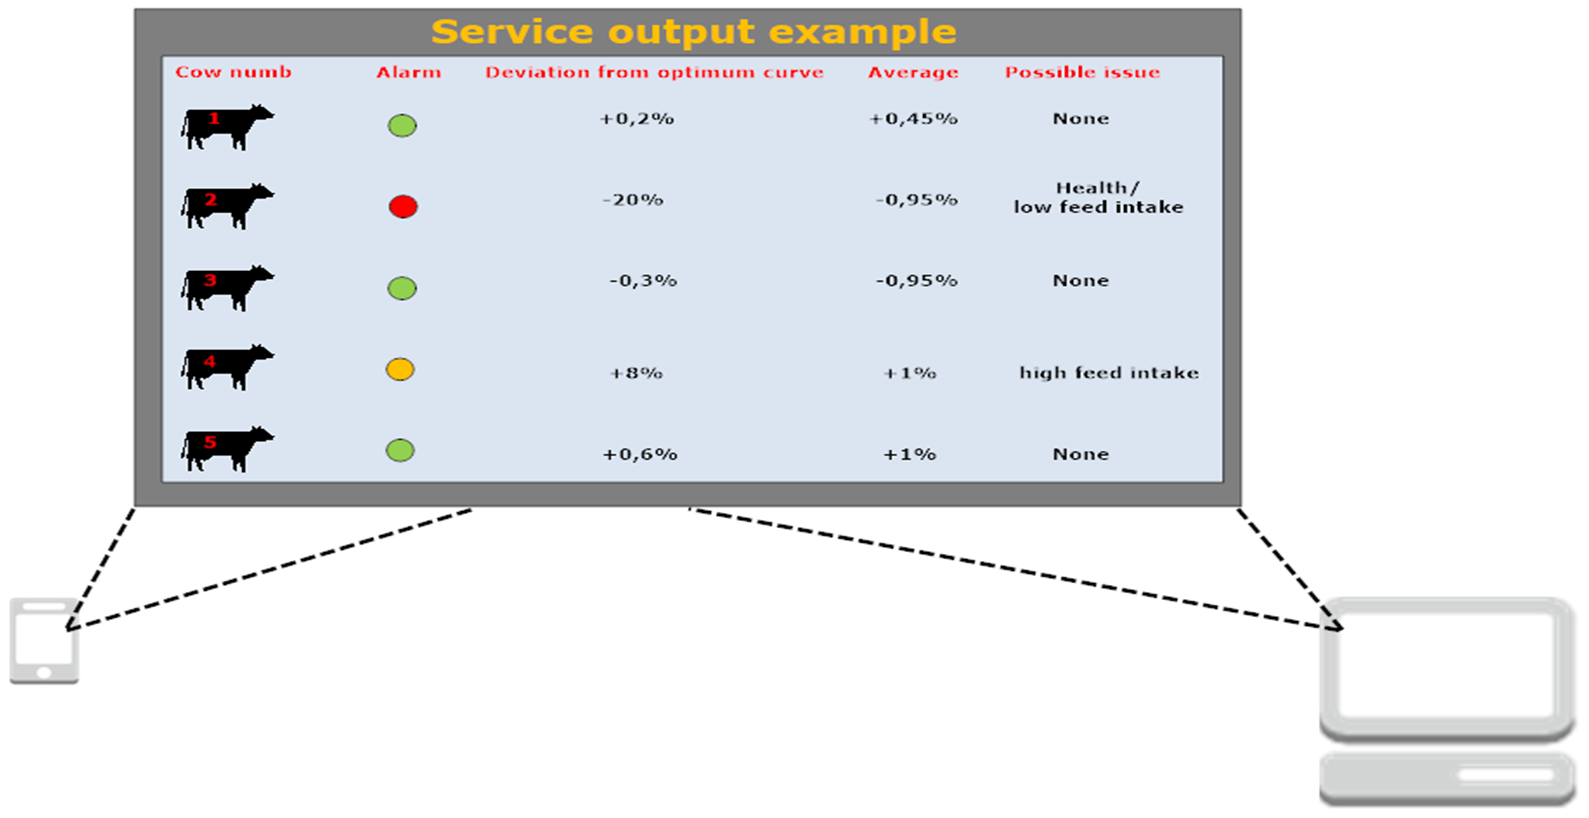 Service output example
Cow numb Alarm Deviation from optimum curve Average Possible issue
1 +0,2% +0,45% None
2 -20% -0,95% Health/
low feed intake
3 -0,3% -0,95% None
4 +8% +1% high feed intake
5 +0,6% +1% None